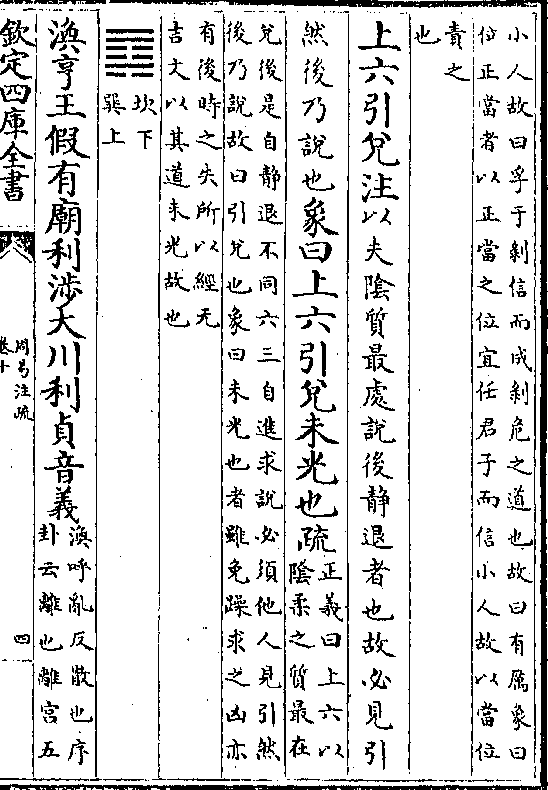 小人故曰孚于剥信而成剥危之道也故曰有厲象曰
位正當者以正當之位宜任君子而信小人故以當位
責之
也
上六引兌注以夫陰質最處說後靜退者也故必見引
然後乃說也象曰上六引兌未光也疏正義曰上六以
陰柔之質最在
兌後是自靜退不同六三自進求說必須他人見引然
後乃說故曰引兌也象曰未光也者雖免躁求之凶亦
有後時之失所以經无
吉文以其道未光故也
䷺坎下
巽上
渙亨王假有廟利涉大川利貞音義渙呼亂反散也序
卦云離也離宮五
欽定四庫全書
周易注疏
卷十
四